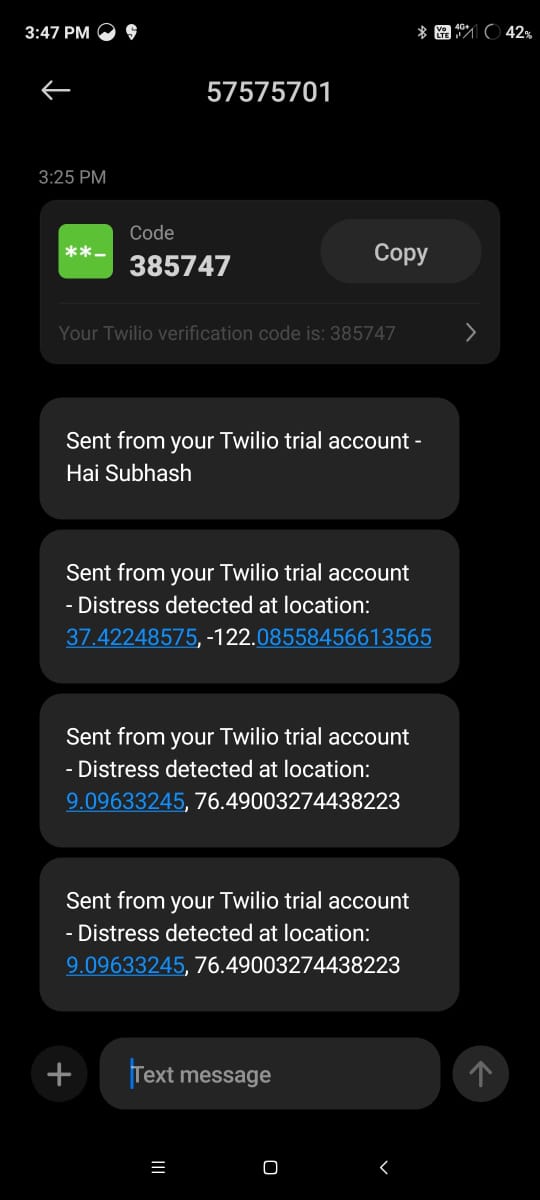 3:47 PM
Vo LTE 4G+ 42%
57575701
3:25 PM
**_
Code
385747
Copy
Your Twilio verification code is: 385747
Sent from your Twilio trial account -
Hai Subhash
Sent from your Twilio trial account
- Distress detected at location:
37.42248575, -122.08558456613565
Sent from your Twilio trial account
- Distress detected at location:
9.09633245, 76.49003274438223
Sent from your Twilio trial account
- Distress detected at location:
9.09633245, 76.49003274438223
Text message